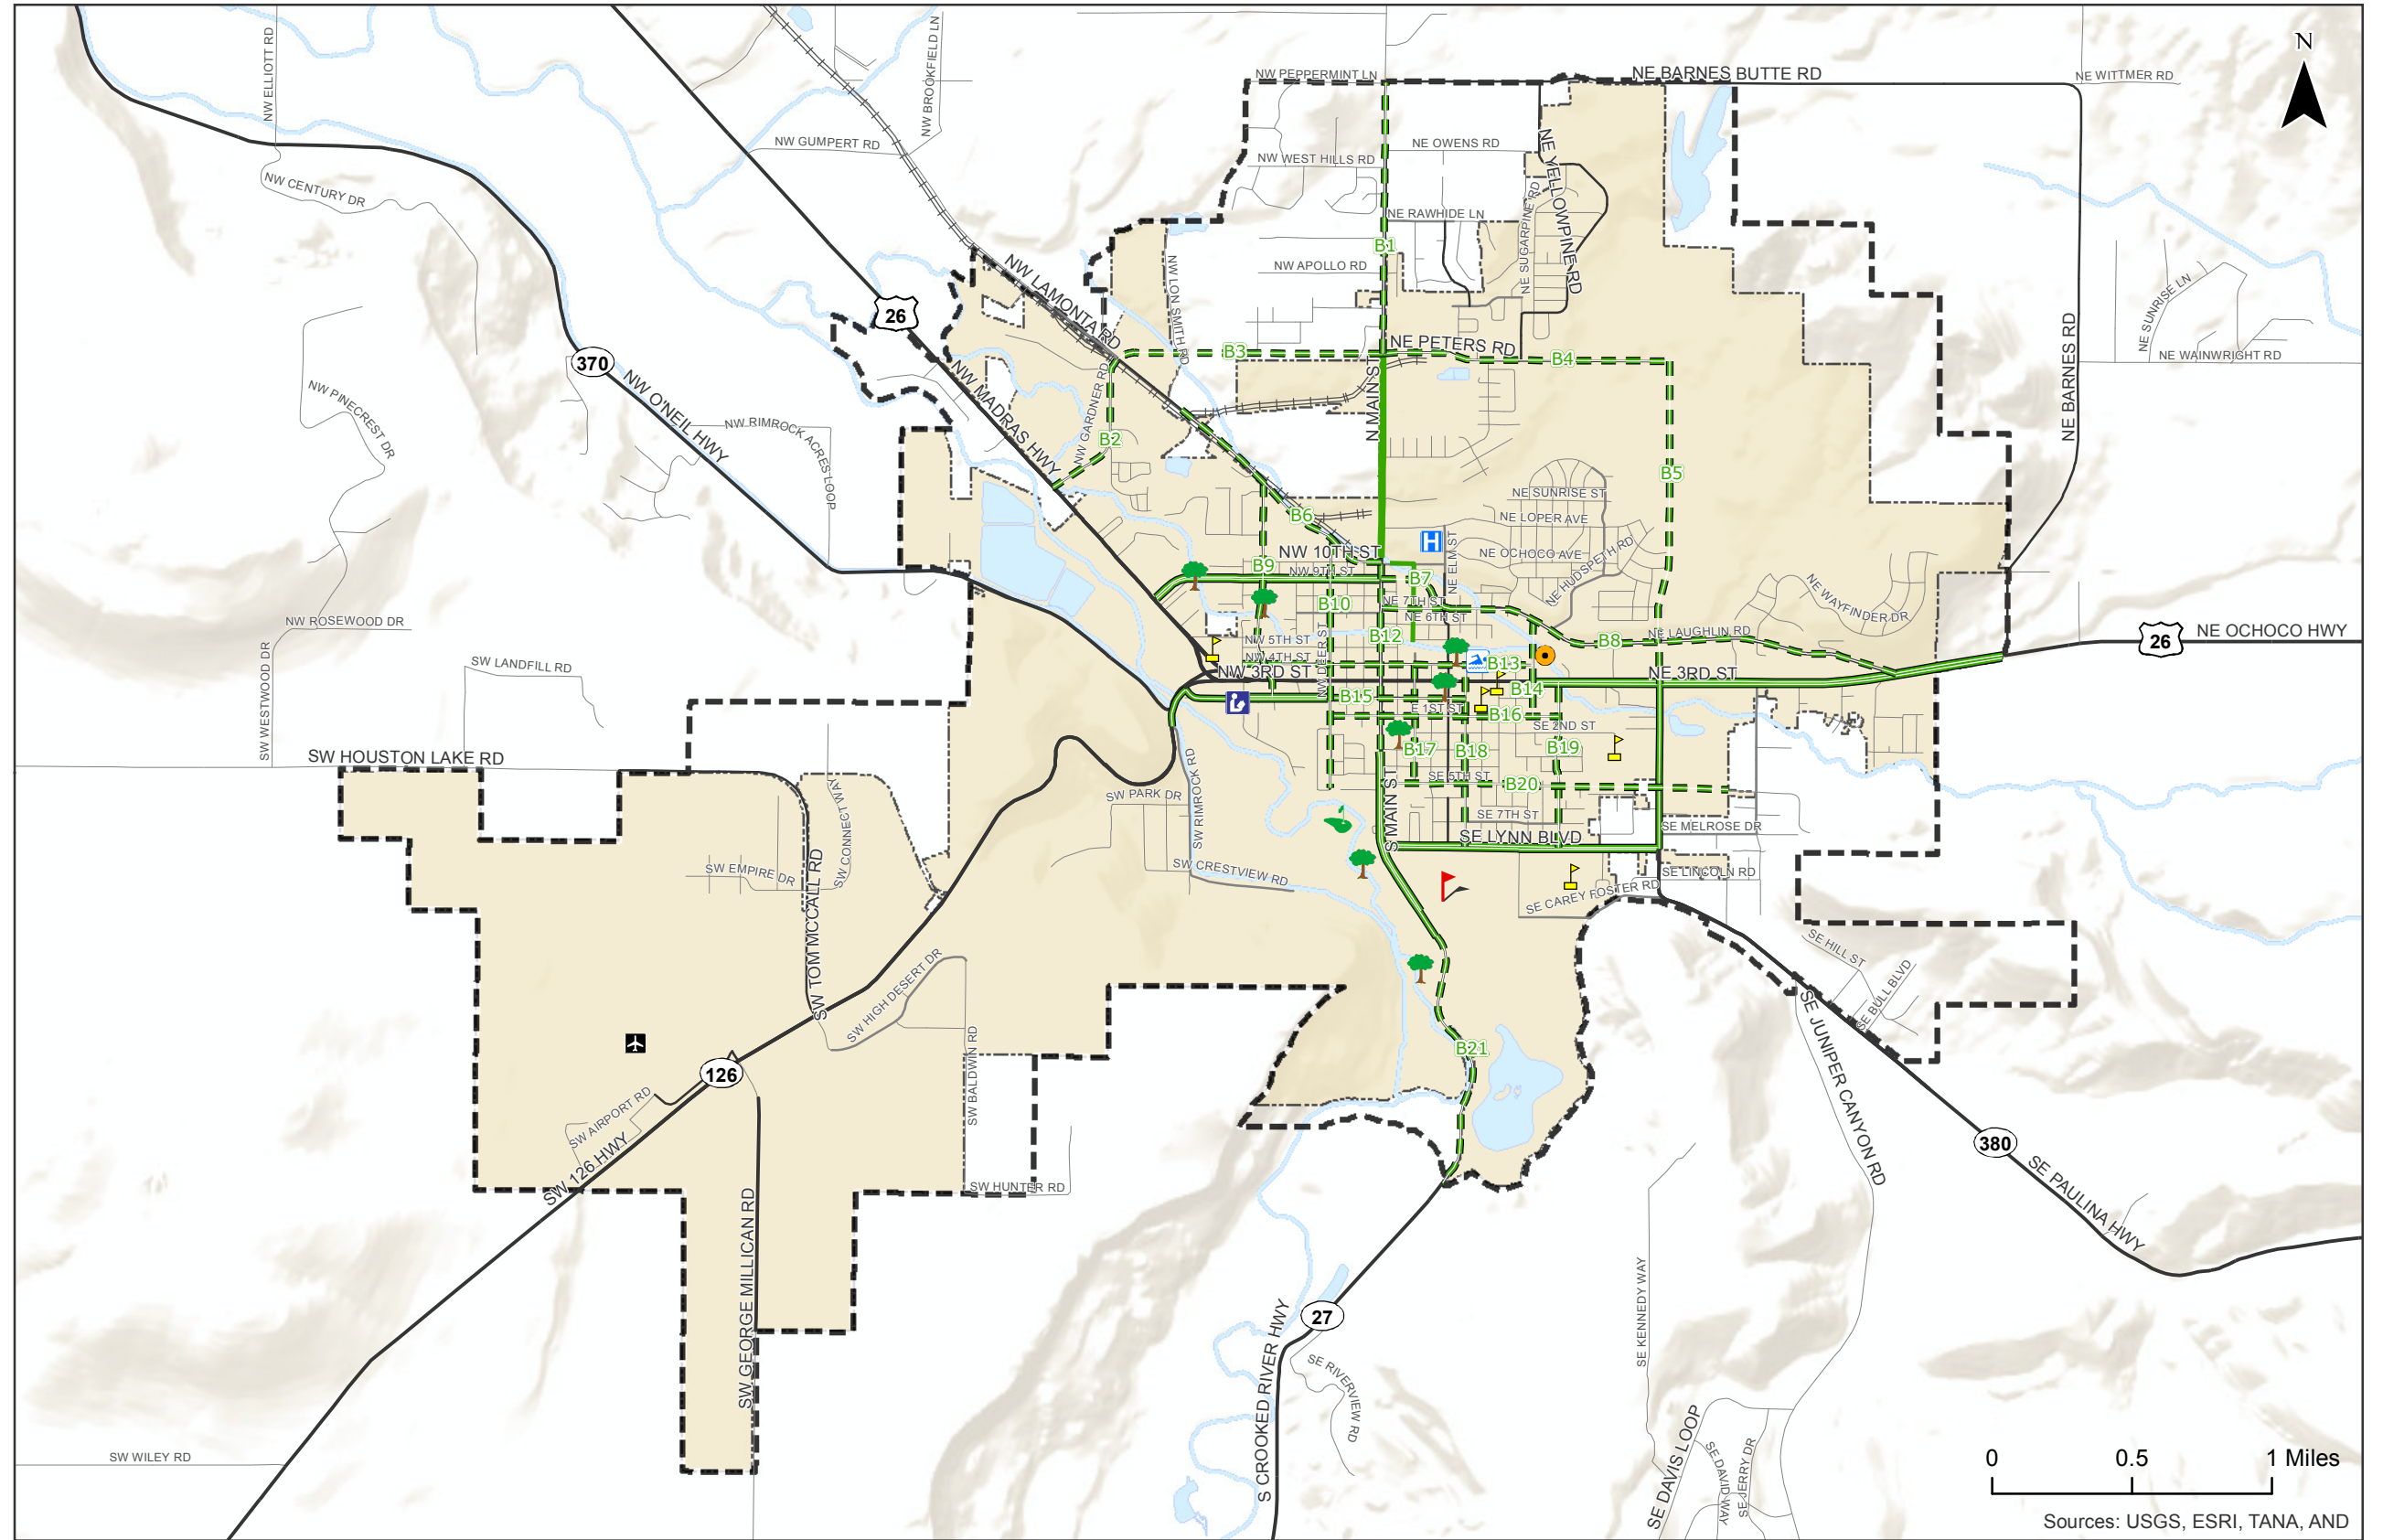 N
NW ELLIOTT RD
NW BROOKFIELD LN
NW PEPPERMINT LN
NE BARNES BUTTE RD
NE WITTMER RD
NW GUMPERT RD
NW WEST HILLS RD
NE OWENS RD
NE YELLOWPINE RD
NE SUGARPINE RD
NW CENTURY DR
NE RAWHIDE LN
B1
NW APOLLO RD
NW LON SMITH RD
NW LAMONTA RD
NE SUNRISE LN
26
370
NE WAINWRIGHT RD
NE BARNES RD
B3
NE PETERS RD
B4
NW O'NEIL HWY
NW MADRAS HWY
NW GARDNER RD
N MAIN ST
NW PINECREST DR
NW RIMROCK ACRES LOOP
B2
B5
NE SUNRISE ST
NE LOPER AVE
B6
H
NE ELM ST
NE OCHOCO AVE
NE HUDSPETH RD
NW 10TH ST
B9
NW 9TH ST
B7
NE WAYFINDER DR
B10
NE 7TH ST
NE 6TH ST
NW ROSEWOOD DR
NE LAUGHLIN RD
B8
NE OCHOCO HWY
26
B12
NW 5TH ST
NW DEER ST
NW 4TH ST
B13
NW 3RD ST
NE 3RD ST
SW LANDFILL RD
SW WESTWOOD DR
B14
B15
E 1ST ST
B16
SE 2ND ST
SW HOUSTON LAKE RD
B17
B18
B19
SW RIMROCK RD
SE 5TH ST
B20
SW PARK DR
S MAIN ST
SE 7TH ST
SW CONNECT WAY
SE LYNN BLVD
SE MELROSE DR
SW EMPIRE DR
SW TOM MCCALL RD
SW CRESTVIEW RD
SE LINCOLN RD
SE CAREY FOSTER RD
SE HILL ST
SE BULL BLVD
SW HIGH DESERT DR
SW BALDWIN RD
B21
SE JUNIPER CANYON RD
126
SW AIRPORT RD
SW 126 HWY
380
SE PAULINA HWY
SW HUNTER RD
SW GEORGE MILLICAN RD
SE KENNEDY WAY
S CROOKED RIVER HWY
27
SE RIVERVIEW RD
SE DAVIS LOOP
SE DAVID WAY
SE JERRY DR
SW WILEY RD
0 0.5 1 Miles
Sources: USGS, ESRI, TANA, AND